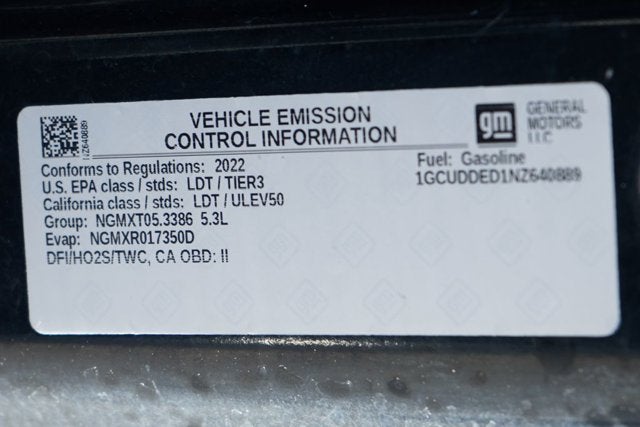 VEHICLE EMISSION
CONTROL INFORMATION
gm
GENERAL
MOTORS
LLC
NZ640889
Conforms to Regulations: 2022
U.S. EPA class / stds: LDT / TIER3
California class / stds: LDT / ULEV50
Group: NGMXT05.3386 5.3L
Evap: NGMXR017350D
DFI/HO2S/TWC, CA OBD: II
Fuel: Gasoline
1GCUDDED1NZ640889